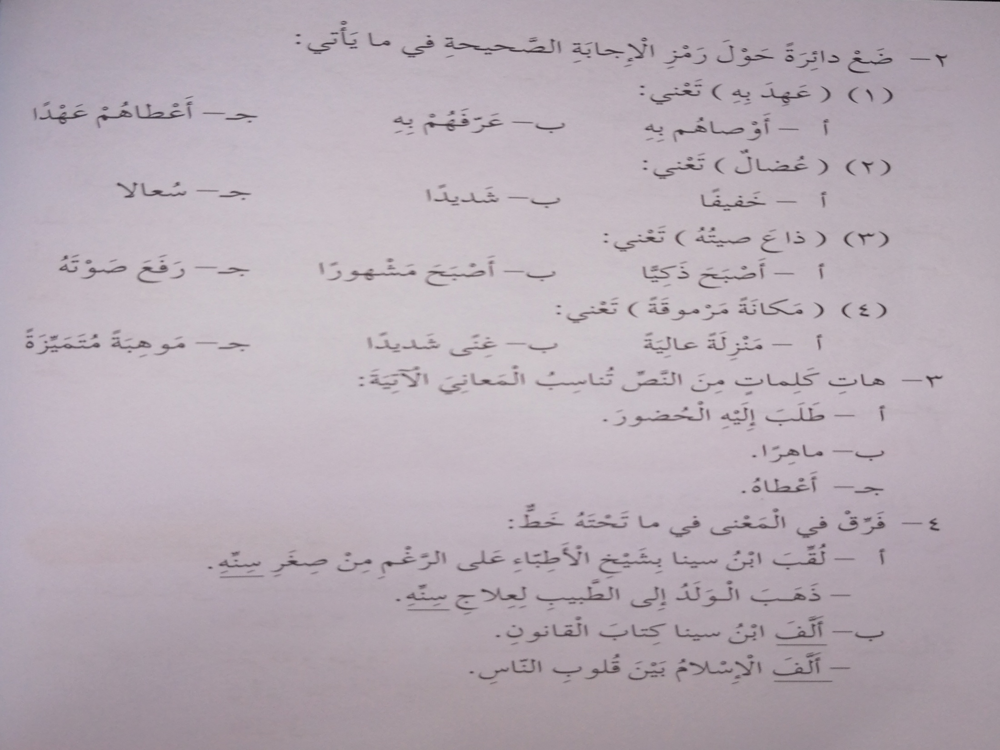 ٢ – ضَعْ دائِرَةً حَوْلَ رَمْزِ الْإِجابَةِ الصَّحيحةِ في ما يَأْتي:
(١) ( عَهِدَ بِهِ ) تَعْني:
أ – أَوْصاهُم بِهِ ب– عَرَّفَهُمْ بِهِ جـ– أَعْطاهُمْ عَهْدًا
(٢) ( عُضالٌ ) تَعْني:
أ – خَفيفًا ب– شَديدًا جـ– سُعالا
(٣) ( ذاعَ صيتُهُ ) تَعْني:
أ – أَصْبَحَ ذَكِيًّا ب– أَصْبَحَ مَشْهورًا جـ– رَفَعَ صَوْتَهُ
(٤) ( مَكانَةً مَرْموقَةً ) تَعْني:
أ – مَنْزِلَةً عالِيَةً ب– غِنًى شَديدًا جـ– مَوهِبَةً مُتَمَيِّزَةً
٣ – هاتِ كَلِماتٍ مِنَ النَّصِّ تُناسِبُ الْمَعانِيَ الْآتِيَةَ:
أ – طَلَبَ إِلَيْهِ الْحُضورَ.
ب– ماهِرًا.
جـ– أَعْطاهُ.
٤ – فَرِّقْ في الْمَعْنى في ما تَحْتَهُ خَطٌّ:
أ – لُقِّبَ ابْنُ سينا بِشَيْخِ الْأَطِبّاءِ عَلى الرَّغْمِ مِنْ صِغَرِ سِنِّهِ.
– ذَهَبَ الْوَلَدُ إِلى الطَّبيبِ لِعِلاجِ سِنِّهِ.
ب– أَلَّفَ ابْنُ سينا كِتابَ الْقانونِ.
– أَلَّفَ الْإِسْلامُ بَيْنَ قُلوبِ النّاسِ.